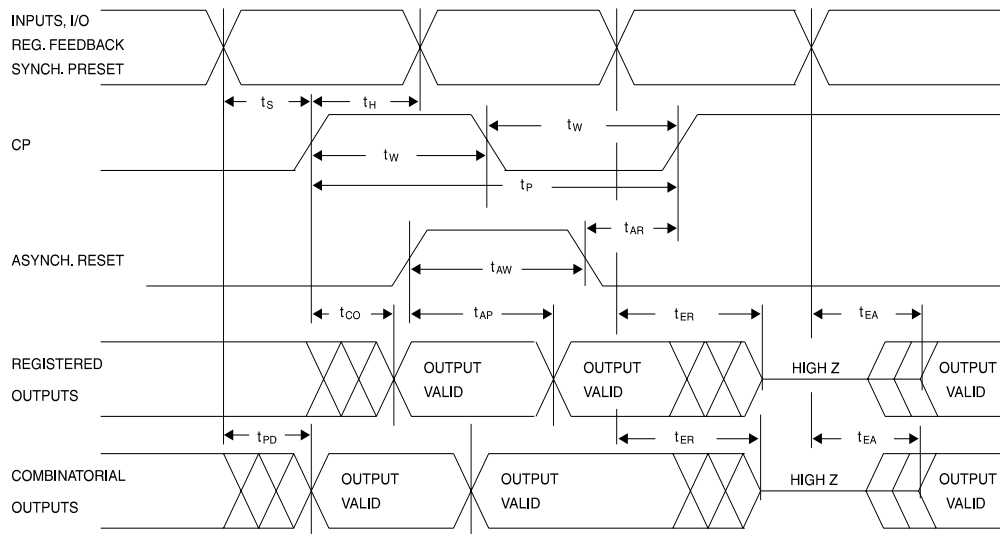 INPUTS, I/O
REG. FEEDBACK
SYNCH. PRESET
tS
tH
CP
tW
tW
tP
tAR
ASYNCH. RESET
tAW
tCO
tAP
tER
tEA
REGISTERED
OUTPUTS
OUTPUT
VALID
OUTPUT
VALID
HIGH Z
OUTPUT
VALID
tPD
tER
tEA
COMBINATORIAL
OUTPUTS
OUTPUT
VALID
OUTPUT
VALID
HIGH Z
OUTPUT
VALID